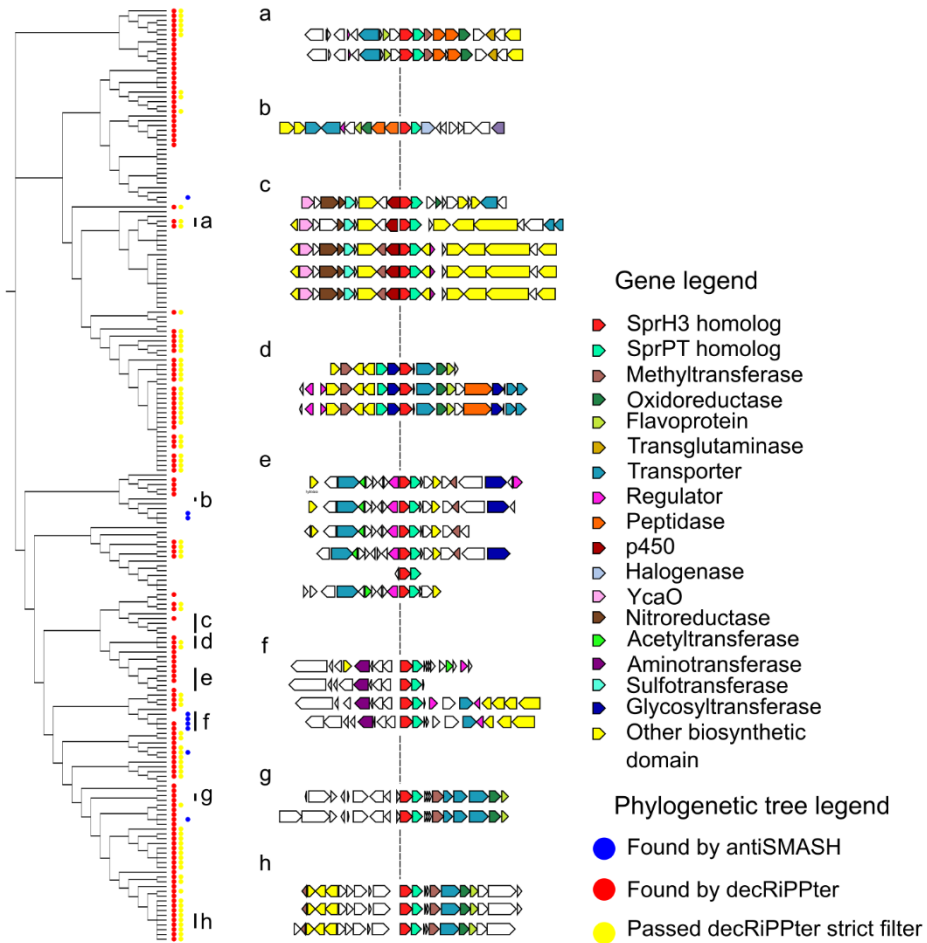 a
b
c
d
e
f
g
h
a
b
c
d
e
f
g
h
Gene legend
SprH3 homolog
SprPT homolog
Methyltransferase
Oxidoreductase
Flavoprotein
Transglutaminase
Transporter
Regulator
Peptidase
p450
Halogenase
YcaO
Nitroreductase
Acetyltransferase
Aminotransferase
Sulfotransferase
Glycosyltransferase
Other biosynthetic
domain
Phylogenetic tree legend
Found by antiSMASH
Found by decRiPPter
Passed decRiPPter strict filter